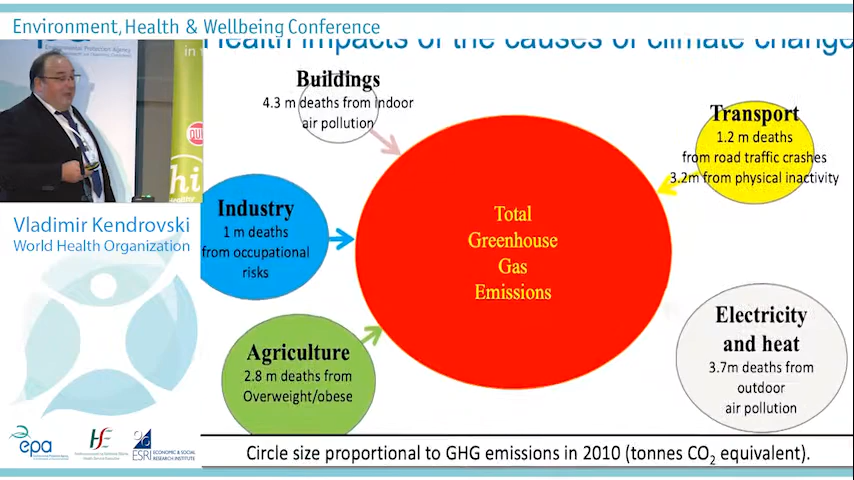 Environment, Health & Wellbeing Conference
Health impacts of the causes of climate change
Environmental Protection Agency
in t
Buildings
4.3 m deaths from indoor
air pollution
Transport
1.2 m deaths
from road traffic crashes
3.2m from physical inactivity
Vladimir Kendrovski
World Health Organization
Industry
1 m deaths
from occupational
risks
Total
Greenhouse
Gas
Emissions
Electricity
and heat
3.7m deaths from
outdoor
air pollution
Agriculture
2.8 m deaths from
Overweight/obese
epa
ESRI ECONOMIC & SOCIAL
RESEARCH INSTITUTE
Circle size proportional to GHG emissions in 2010 (tonnes CO₂ equivalent).